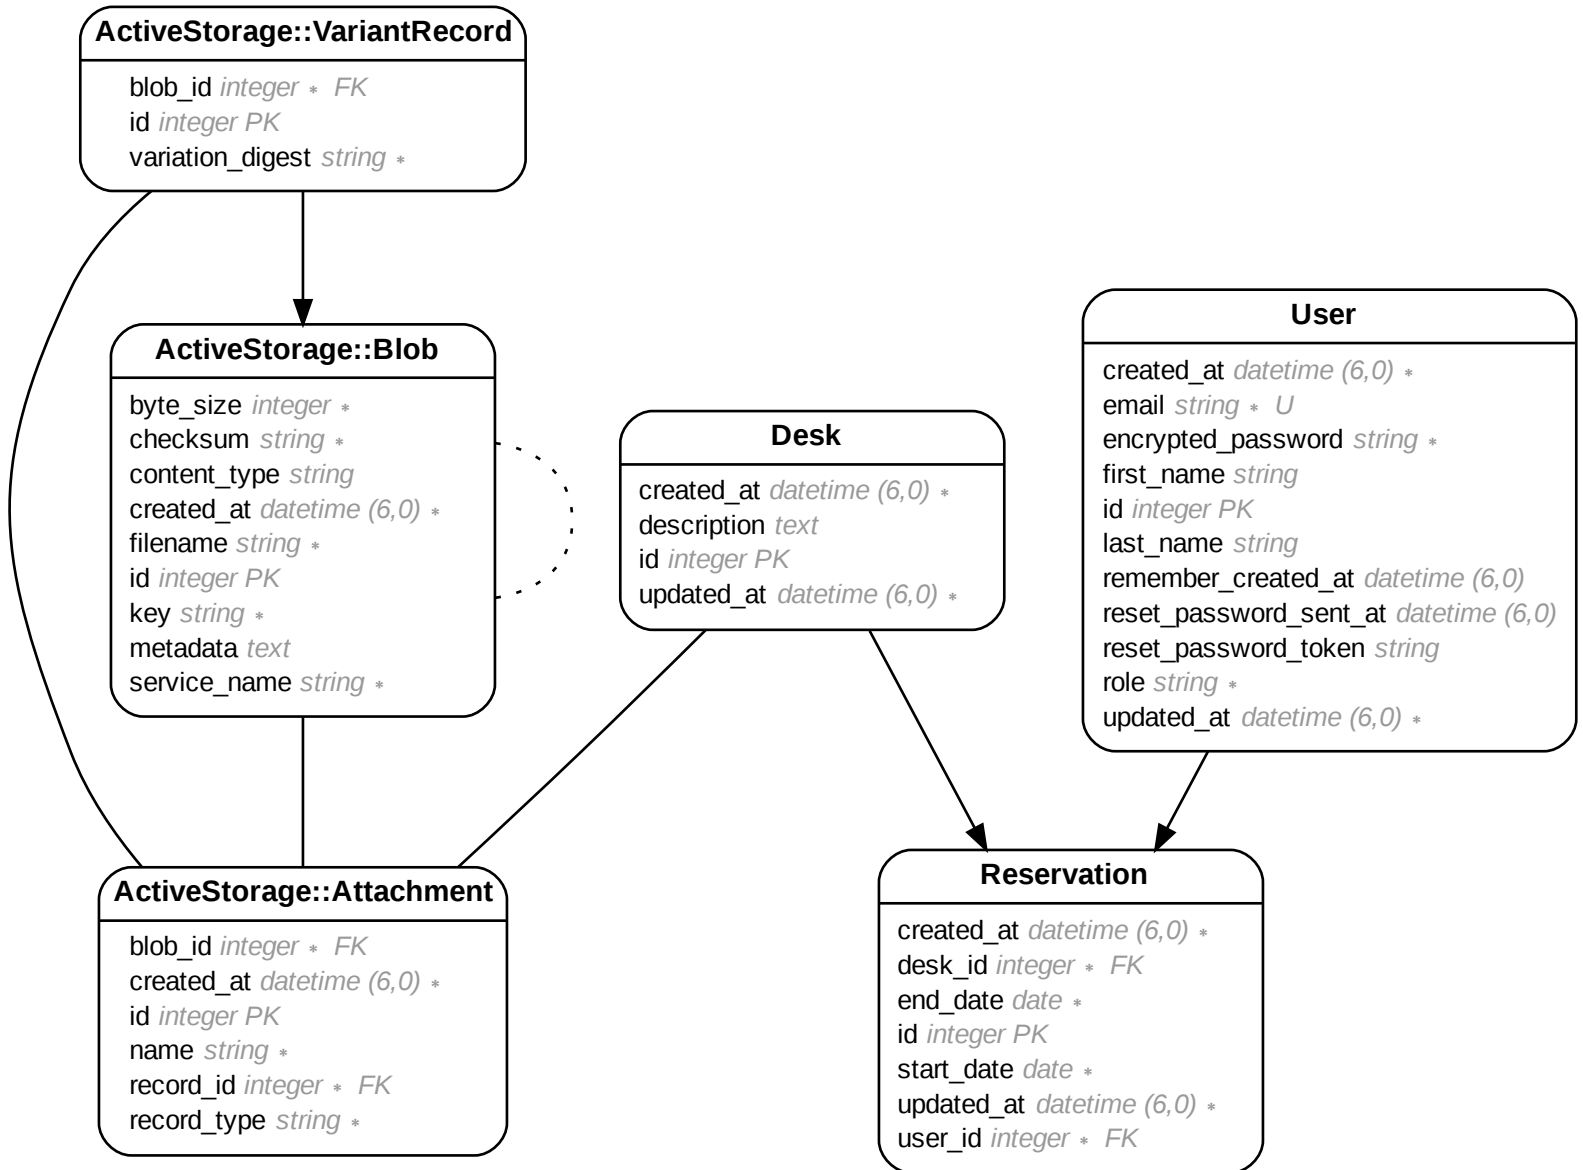 ActiveStorage::VariantRecord
blob_id integer * FK
id integer PK
variation_digest string *
ActiveStorage::Blob
byte_size integer *
checksum string *
content_type string
created_at datetime (6,0) *
filename string *
id integer PK
key string *
metadata text
service_name string *
Desk
created_at datetime (6,0) *
description text
id integer PK
updated_at datetime (6,0) *
User
created_at datetime (6,0) *
email string * U
encrypted_password string *
first_name string
id integer PK
last_name string
remember_created_at datetime (6,0)
reset_password_sent_at datetime (6,0)
reset_password_token string
role string *
updated_at datetime (6,0) *
ActiveStorage::Attachment
blob_id integer * FK
created_at datetime (6,0) *
id integer PK
name string *
record_id integer * FK
record_type string *
Reservation
created_at datetime (6,0) *
desk_id integer * FK
end_date date *
id integer PK
start_date date *
updated_at datetime (6,0) *
user_id integer * FK